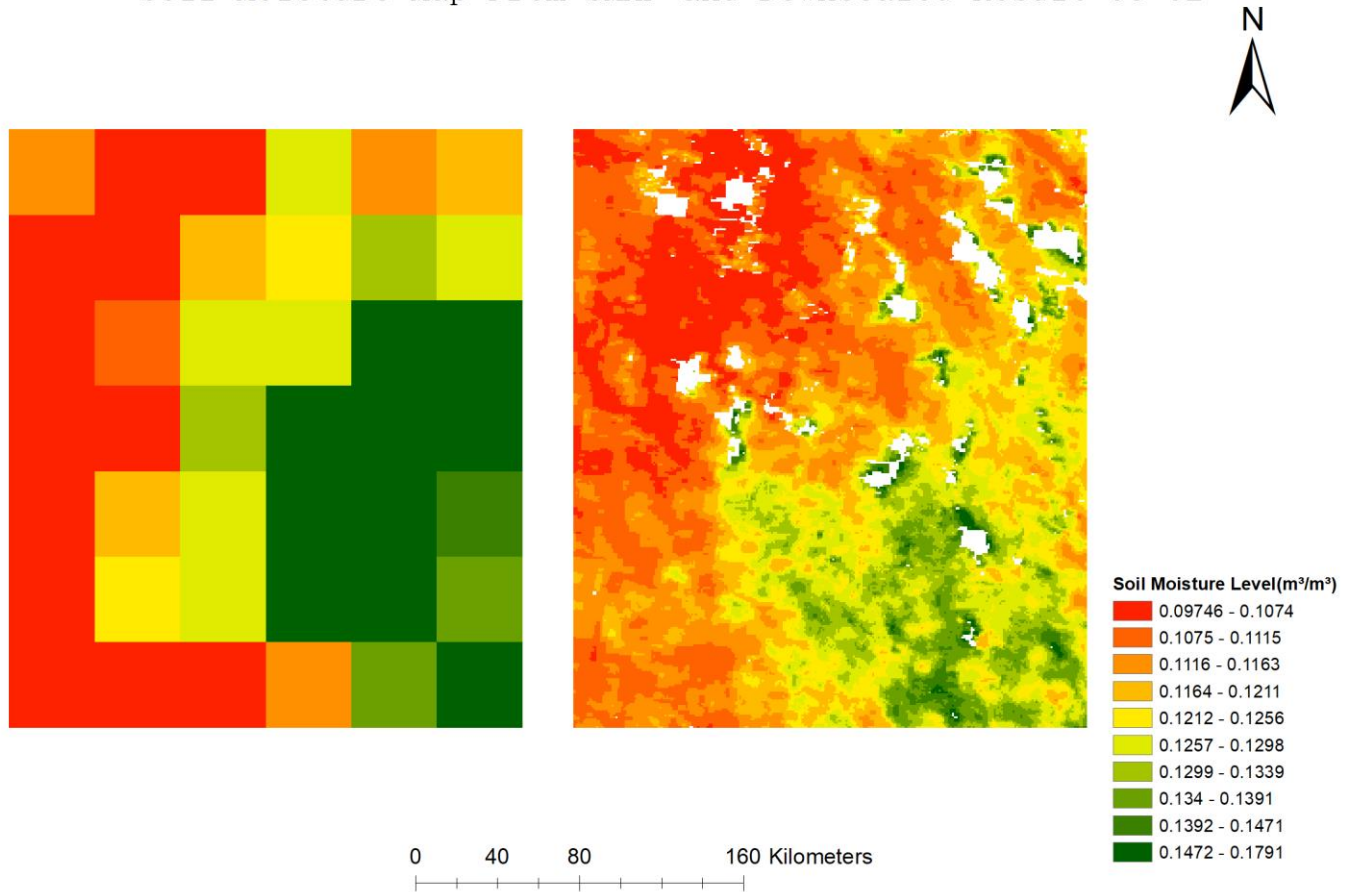 N
Soil Moisture Level(m³/m³)
0.09746 - 0.1074
0.1075 - 0.1115
0.1116 - 0.1163
0.1164 - 0.1211
0.1212 - 0.1256
0.1257 - 0.1298
0.1299 - 0.1339
0.134 - 0.1391
0.1392 - 0.1471
0.1472 - 0.1791
0 40 80 160 Kilometers